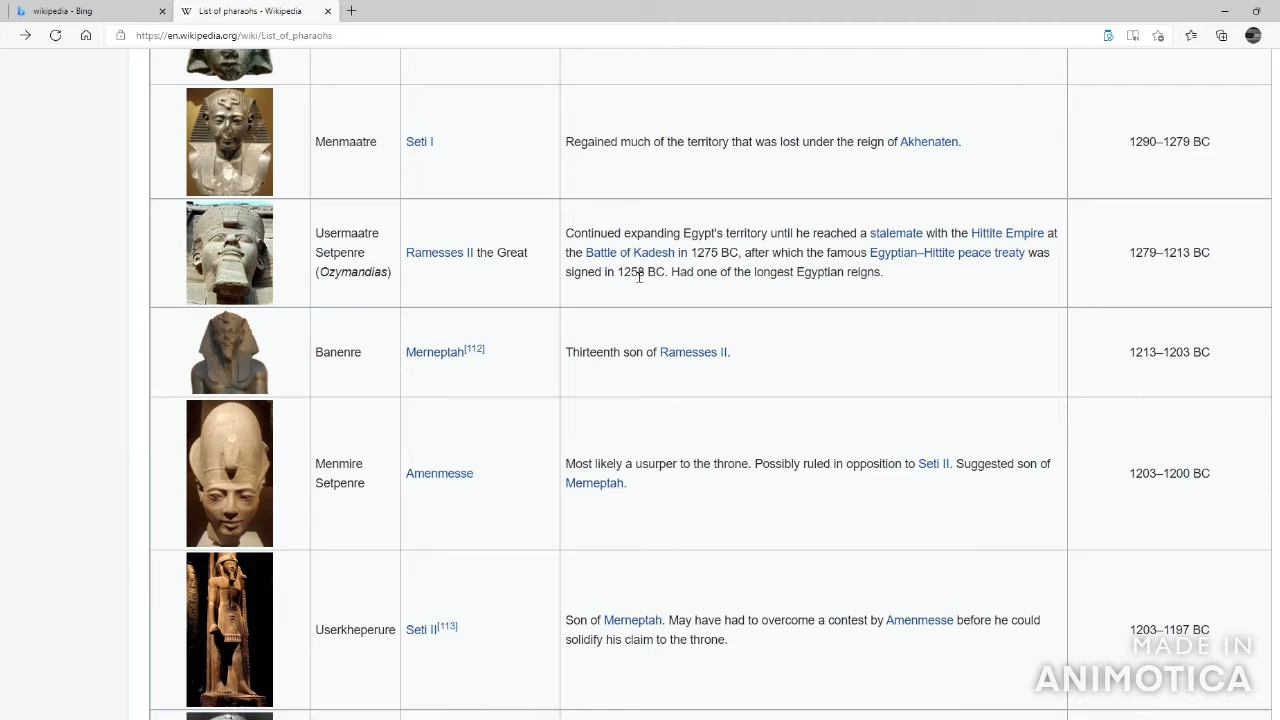 wikipedia - Bing
List of pharaohs - Wikipedia
https://en.wikipedia.org/wiki/List_of_pharaohs
Menmaatre
Seti I
Regained much of the territory that was lost under the reign of Akhenaten.
1290–1279 BC
Usermaatre
Setpenre
(Ozymandias)
Ramesses II the Great
Continued expanding Egypt's territory until he reached a stalemate with the Hittite Empire at
the Battle of Kadesh in 1275 BC, after which the famous Egyptian–Hittite peace treaty was
signed in 1258 BC. Had one of the longest Egyptian reigns.
1279–1213 BC
Banenre
Merneptah[112]
Thirteenth son of Ramesses II.
1213–1203 BC
Menmire
Setpenre
Amenmesse
Most likely a usurper to the throne. Possibly ruled in opposition to Seti II. Suggested son of
Merneptah.
1203–1200 BC
Userkheperure
Seti II[113]
Son of Merneptah. May have had to overcome a contest by Amenmesse before he could
solidify his claim to the throne.
1203–1197 BC
MADE IN
ANIMOTICA